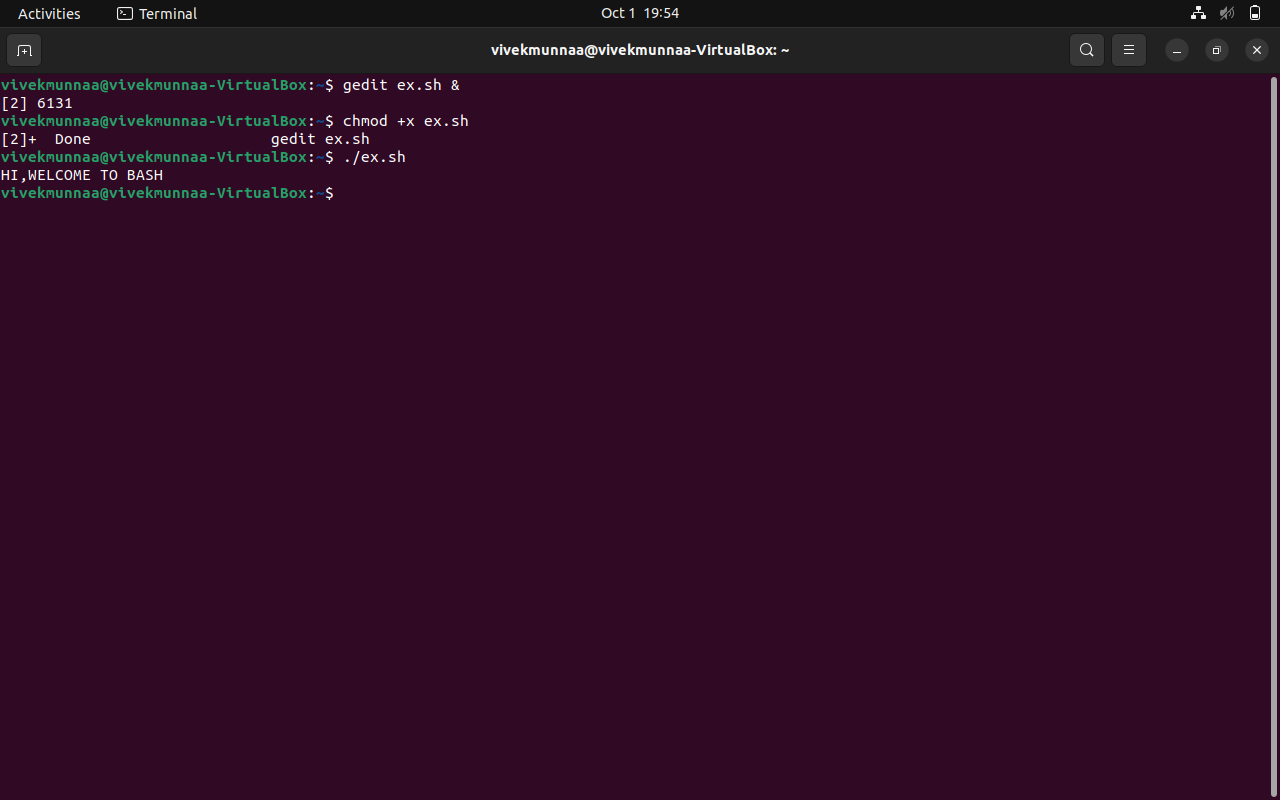 Activities Terminal Oct 1 19:54
vivekmunnaa@vivekmunnaa-VirtualBox: ~
vivekmunnaa@vivekmunnaa-VirtualBox:~$ gedit ex.sh &
[2] 6131
vivekmunnaa@vivekmunnaa-VirtualBox:~$ chmod +x ex.sh
[2]+  Done                    gedit ex.sh
vivekmunnaa@vivekmunnaa-VirtualBox:~$ ./ex.sh
HI,WELCOME TO BASH
vivekmunnaa@vivekmunnaa-VirtualBox:~$